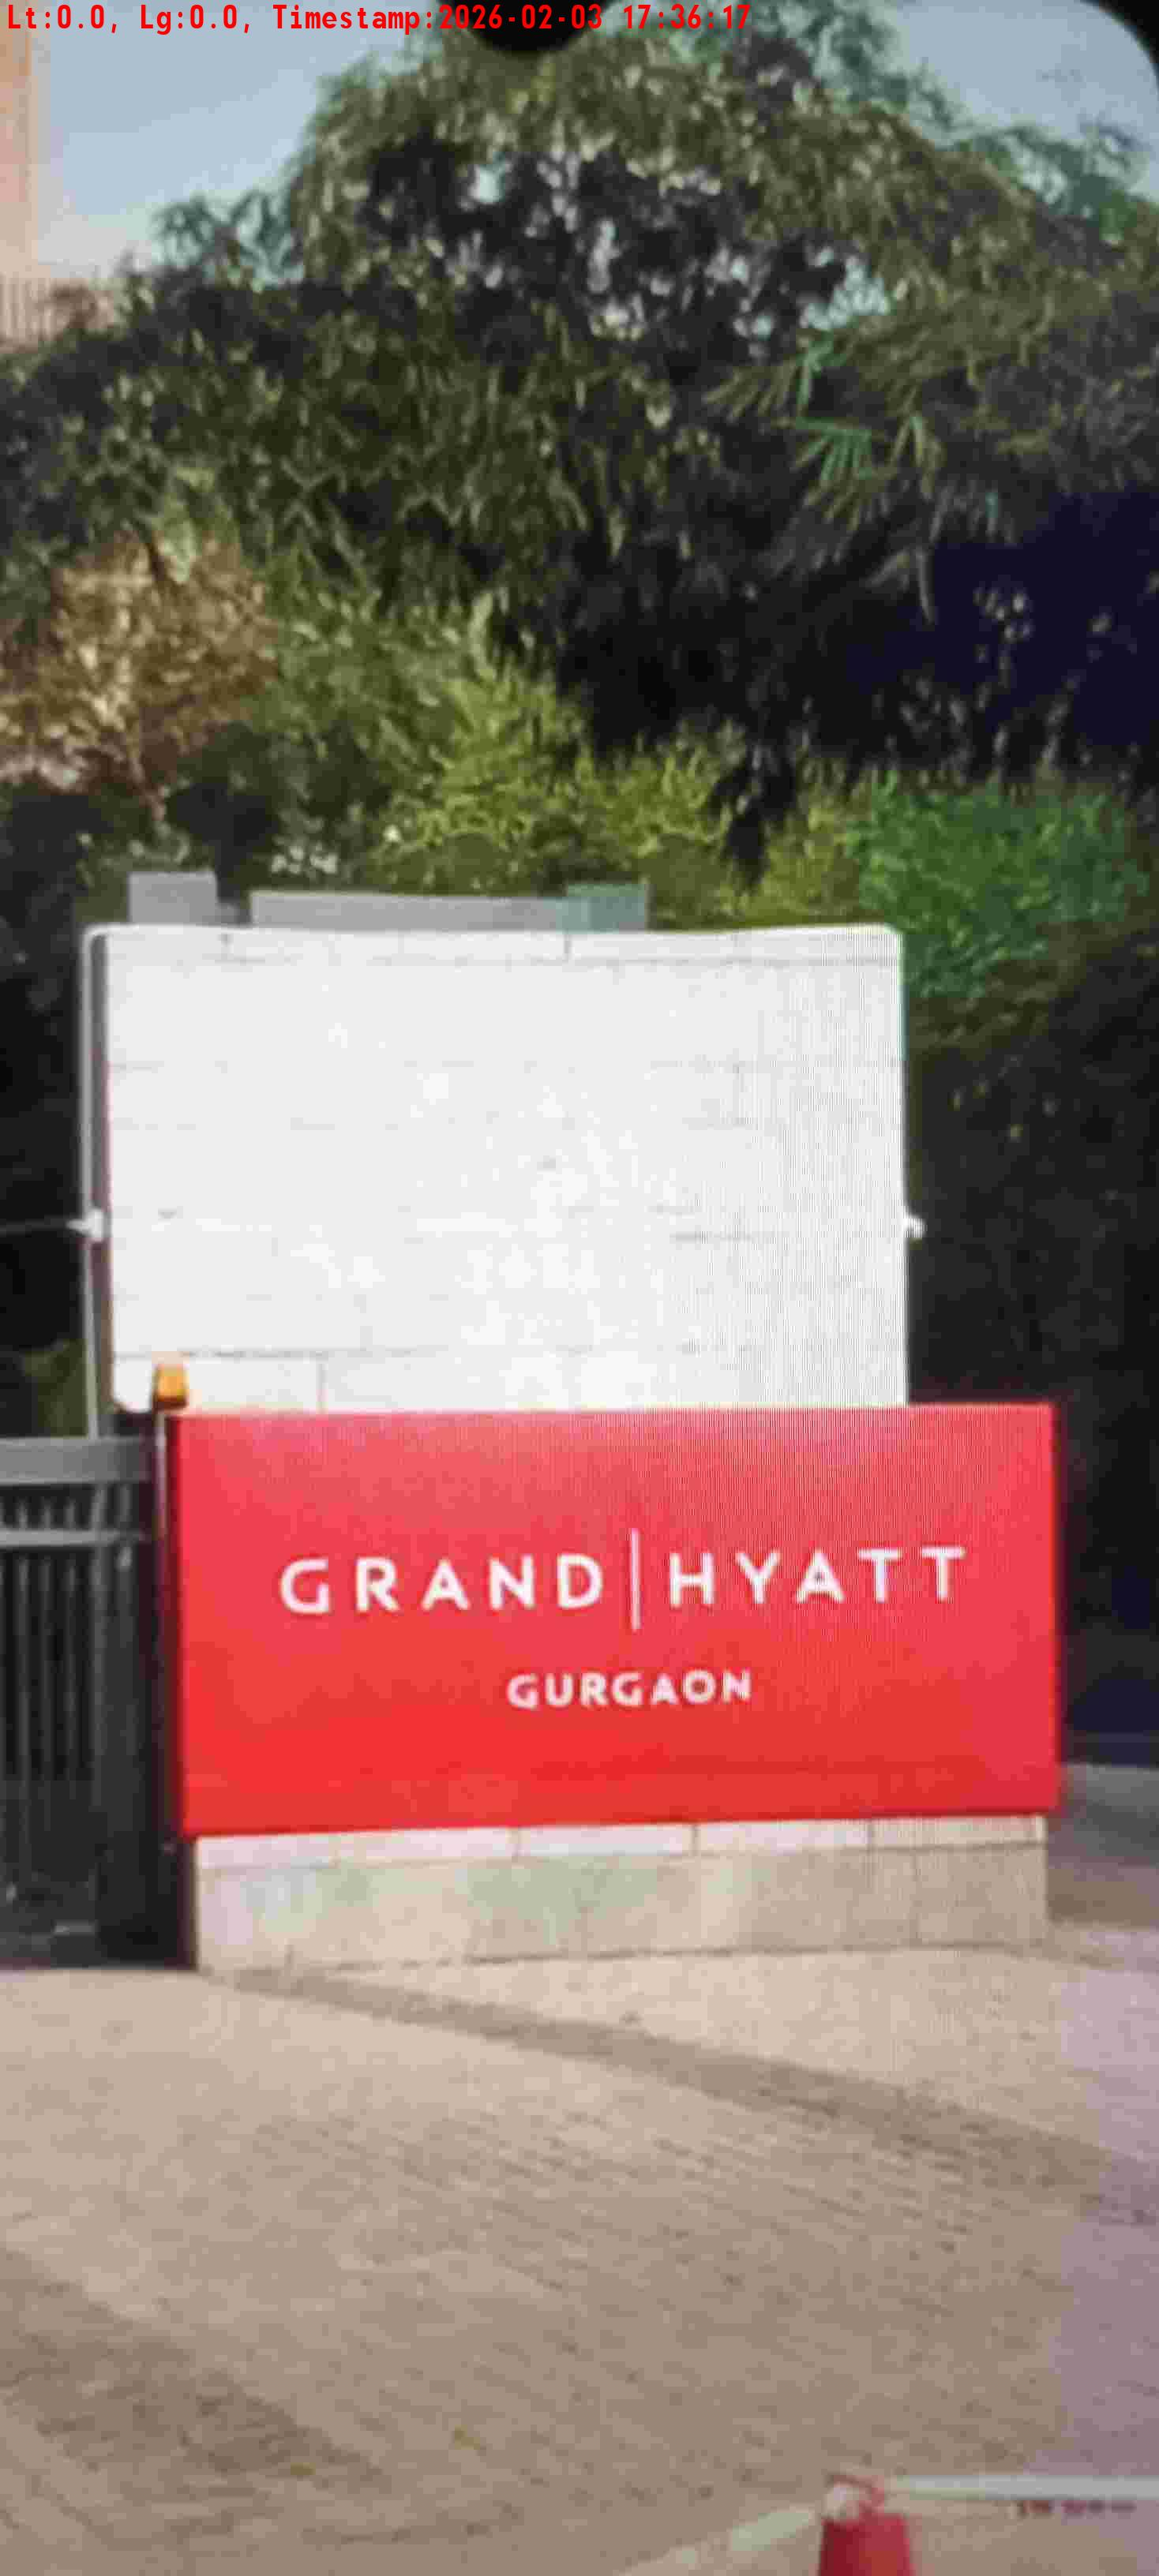 Lt:0.0, Lg:0.0, Timestamp:2026-02-03 17:36:17
GRAND | HYATT
GURGAON